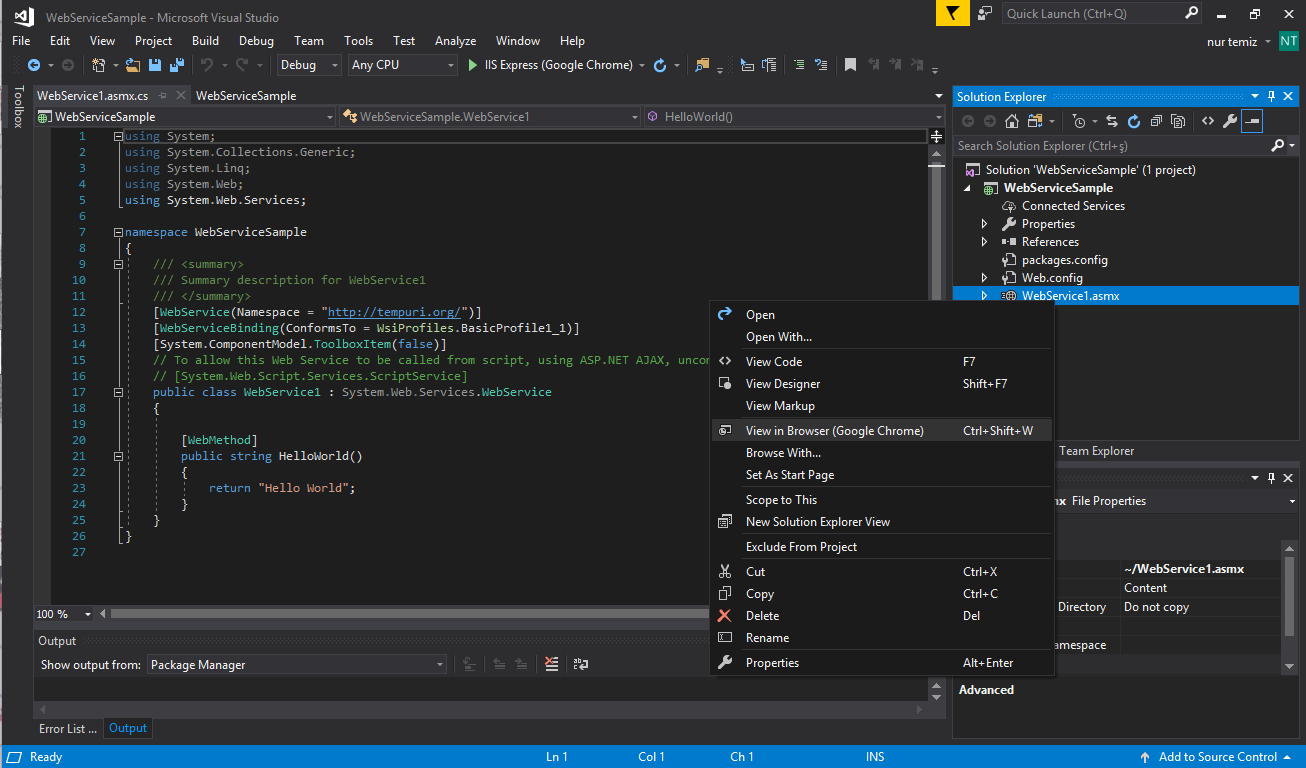 WebServiceSample - Microsoft Visual Studio
Quick Launch (Ctrl+Q)
File Edit View Project Build Debug Team Tools Test Analyze Window Help
nur temiz NT
Debug Any CPU IIS Express (Google Chrome)
Toolbox
WebService1.asmx.cs WebServiceSample
WebServiceSample WebServiceSample.WebService1 HelloWorld()
1 using System;
2 using System.Collections.Generic;
3 using System.Linq;
4 using System.Web;
5 using System.Web.Services;
6
7 namespace WebServiceSample
8 {
9 /// <summary>
10 /// Summary description for WebService1
11 /// </summary>
12 [WebService(Namespace = "http://tempuri.org/")]
13 [WebServiceBinding(ConformsTo = WsiProfiles.BasicProfile1_1)]
14 [System.ComponentModel.ToolboxItem(false)]
15 // To allow this Web Service to be called from script, using ASP.NET AJAX, uncon
16 // [System.Web.Script.Services.ScriptService]
17 public class WebService1 : System.Web.Services.WebService
18 {
19
20 [WebMethod]
21 public string HelloWorld()
22 {
23 return "Hello World";
24 }
25 }
26 }
27
100 %
Output
Show output from: Package Manager
Error List ... Output
Solution Explorer
Search Solution Explorer (Ctrl+ş)
Solution 'WebServiceSample' (1 project)
WebServiceSample
Connected Services
Properties
References
packages.config
Web.config
WebService1.asmx
Open
Open With...
View Code F7
View Designer Shift+F7
View Markup
View in Browser (Google Chrome) Ctrl+Shift+W
Browse With...
Set As Start Page
Scope to This
New Solution Explorer View
Exclude From Project
Cut Ctrl+X
Copy Ctrl+C
Delete Del
Rename
Properties Alt+Enter
Team Explorer
mx File Properties
~/WebService1.asmx
Content
Directory Do not copy
amespace
Advanced
Ready Ln 1 Col 1 Ch 1 INS Add to Source Control